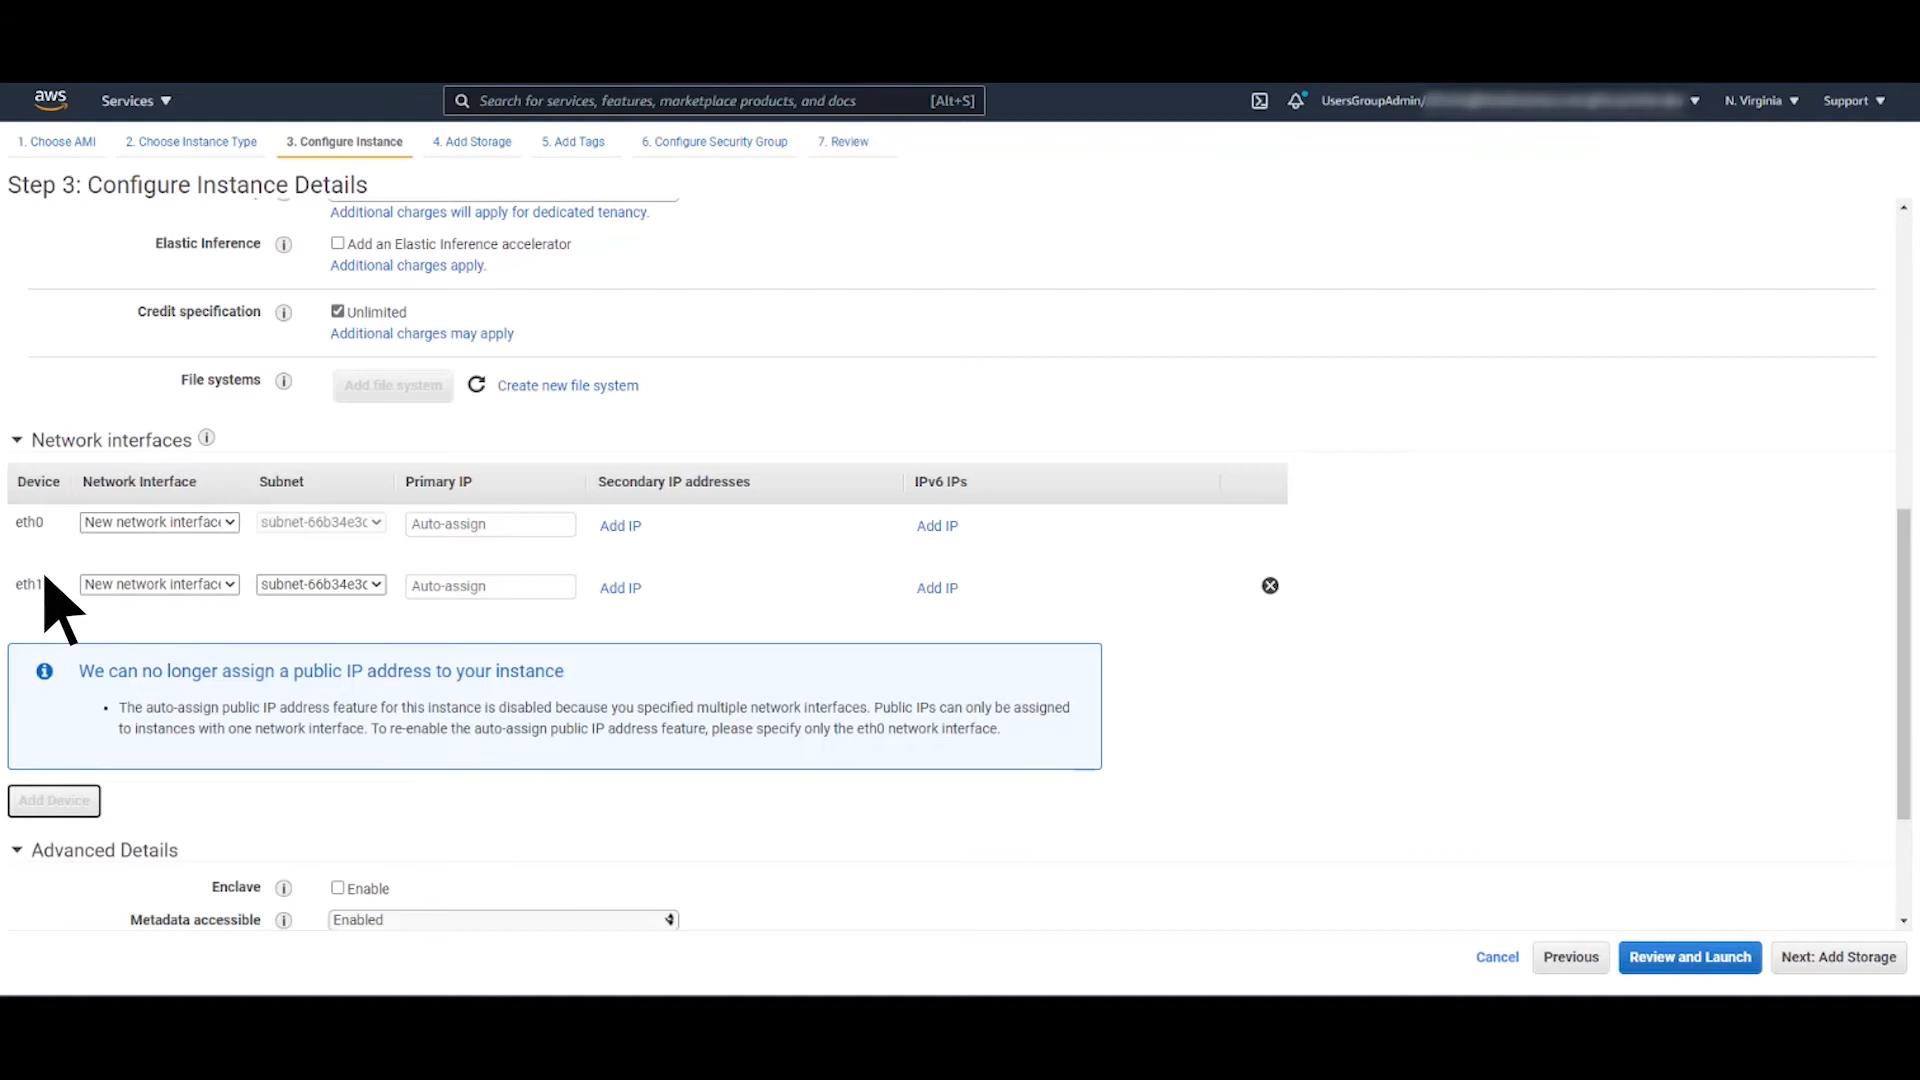 aws
Services ▼
Search for services, features, marketplace products, and docs [Alt+S]
UsersGroupAdmin/
N. Virginia ▼
Support ▼
1. Choose AMI
2. Choose Instance Type
3. Configure Instance
4. Add Storage
5. Add Tags
6. Configure Security Group
7. Review
Step 3: Configure Instance Details
Additional charges will apply for dedicated tenancy.
Elastic Inference
Add an Elastic Inference accelerator
Additional charges apply.
Credit specification
Unlimited
Additional charges may apply
File systems
Add file system
Create new file system
Network interfaces
Device Network Interface Subnet Primary IP Secondary IP addresses IPv6 IPs
eth0 New network interfac subnet-66b34e3c Auto-assign Add IP Add IP
eth1 New network interfac subnet-66b34e3c Auto-assign Add IP Add IP
We can no longer assign a public IP address to your instance
• The auto-assign public IP address feature for this instance is disabled because you specified multiple network interfaces. Public IPs can only be assigned
to instances with one network interface. To re-enable the auto-assign public IP address feature, please specify only the eth0 network interface.
Add Device
Advanced Details
Enclave
Enable
Metadata accessible
Enabled
Cancel
Previous
Review and Launch
Next: Add Storage